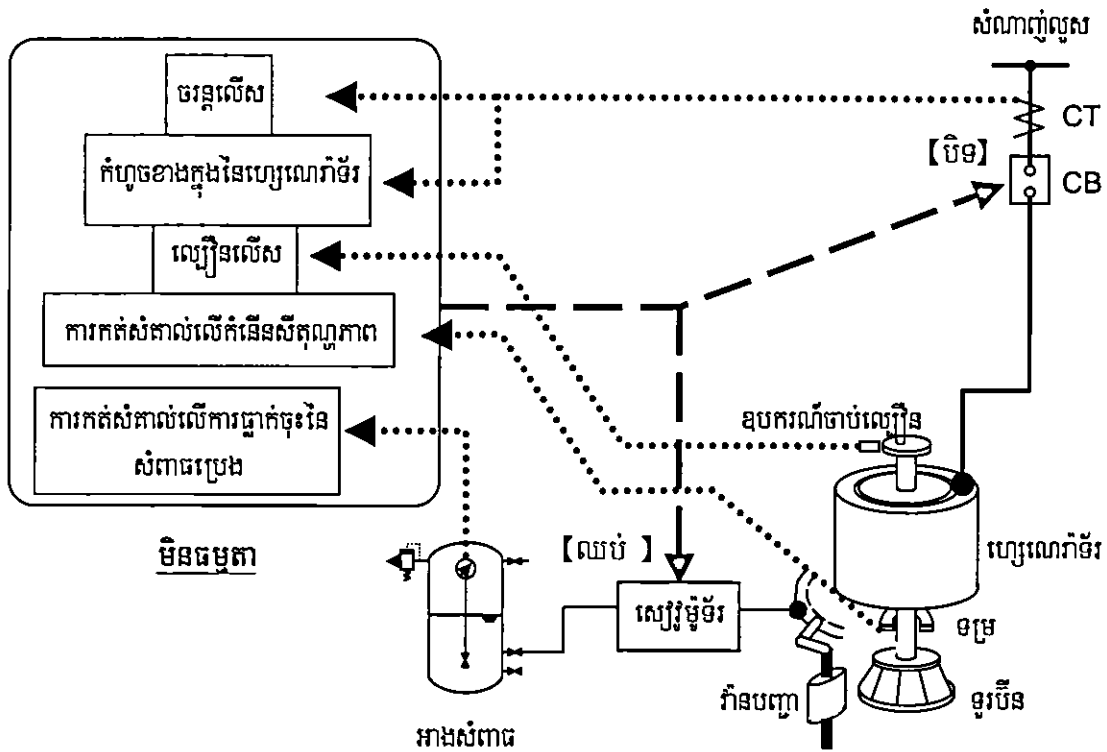 សំណាញ់លួស
ចរន្តលើស
CT
【បិទ】
CB
កំហូចខាងក្នុងនៃហ្សេណេរ៉ាទ័រ
ល្បឿនលើស
ការកត់សំគាល់លើកំនើនសីតុណ្ហភាព
ការកត់សំគាល់លើការធ្លាក់ចុះនៃ
សំពាធប្រេង
ឧបករណ៍ចាប់ល្បឿន
មិនធម្មតា
【ឈប់ 】
ហ្សេណេរ៉ាទ័រ
សៀវូម៉ូទ័រ
ទម្រ
វ៉ានបញ្ជា
ទួរប៊ីន
អាងសំពាធ